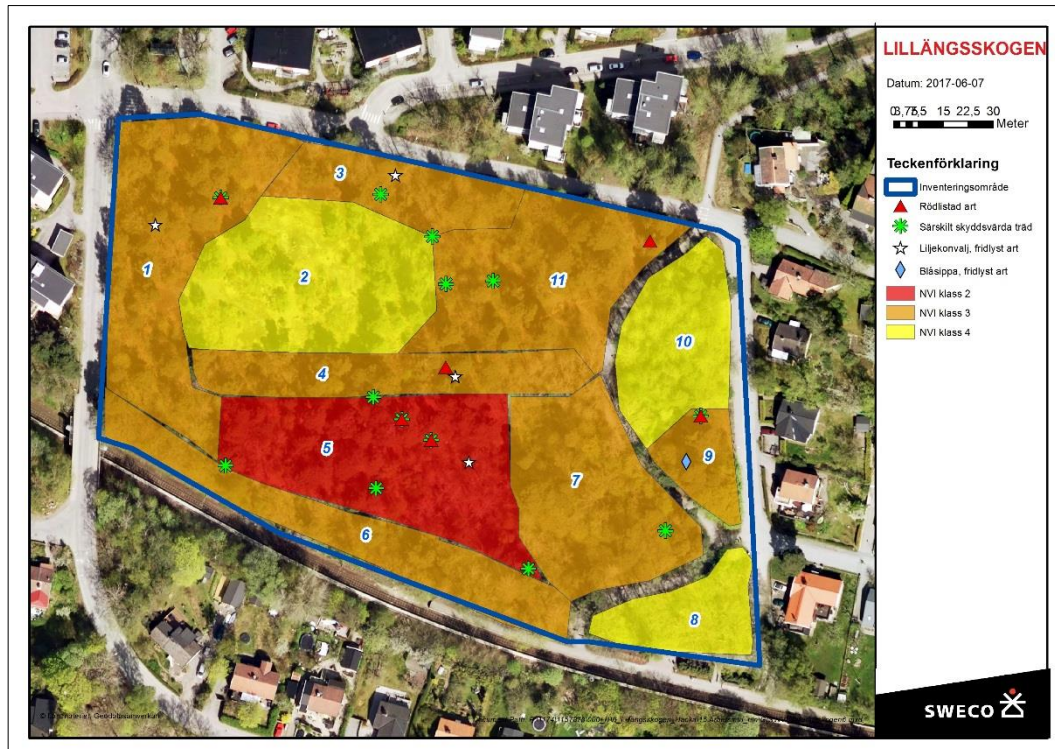 LILLÄNGSSKOGEN
Datum: 2017-06-07
0 3,75 7,5 15 22,5 30
Meter
Teckenförklaring
Inventeringsområde
Rödlistad art
Särskilt skyddsvärda träd
Liljekonvalj, fridlyst art
Blåsippa, fridlyst art
NVI klass 2
NVI klass 3
NVI klass 4
3
1
2
11
10
4
5
9
7
6
8
SWECO